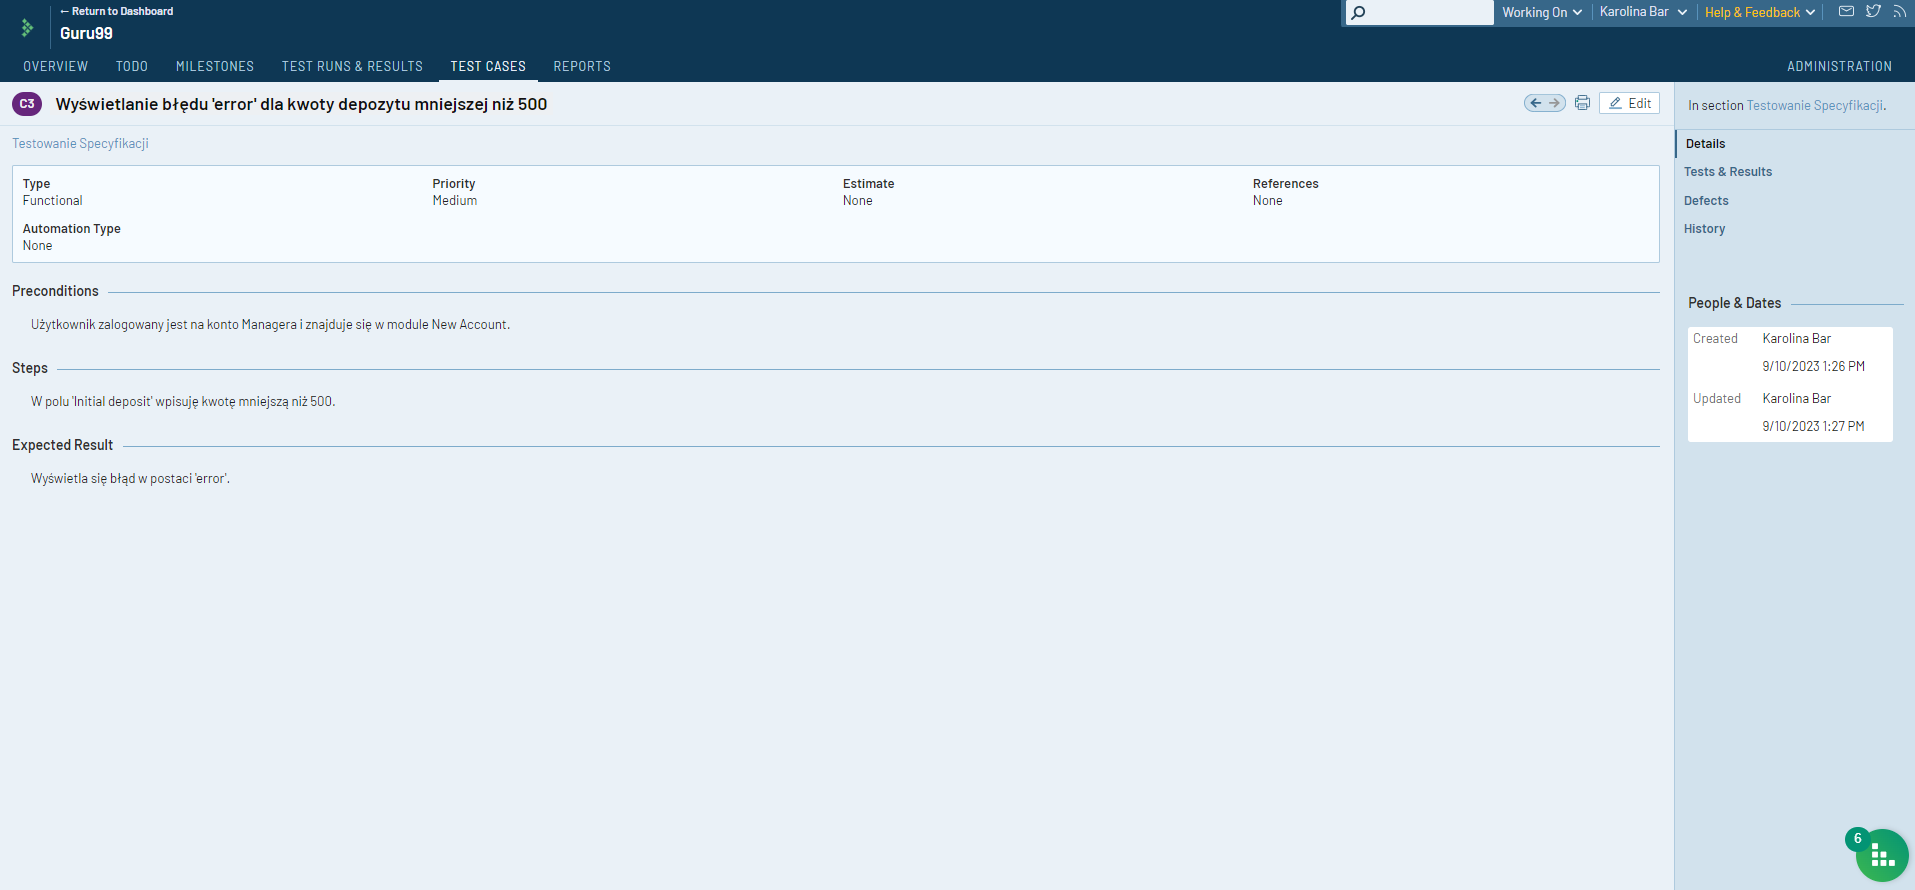 ← Return to Dashboard
Guru99
Working On
Karolina Bar
Help & Feedback
OVERVIEW TODO MILESTONES TEST RUNS & RESULTS TEST CASES REPORTS ADMINISTRATION
C3 Wyświetlanie błędu 'error' dla kwoty depozytu mniejszej niż 500
Edit
Testowanie Specyfikacji
Type Priority Estimate References
Functional Medium None None
Automation Type
None
Preconditions
Użytkownik zalogowany jest na konto Managera i znajduje się w module New Account.
Steps
W polu 'Initial deposit' wpisuję kwotę mniejszą niż 500.
Expected Result
Wyświetla się błąd w postaci 'error'.
In section Testowanie Specyfikacji.
Details
Tests & Results
Defects
History
People & Dates
Created Karolina Bar
9/10/2023 1:26 PM
Updated Karolina Bar
9/10/2023 1:27 PM
6